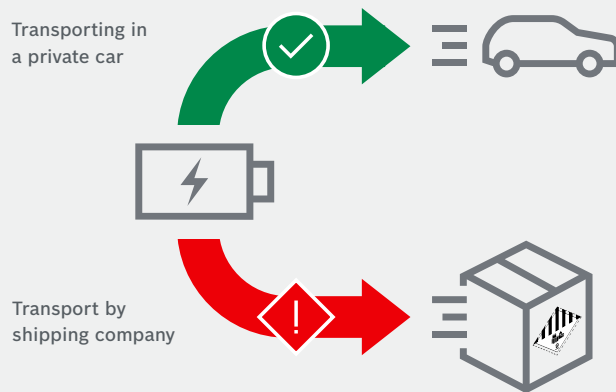 Transporting in
a private car
!
Transport by
shipping company